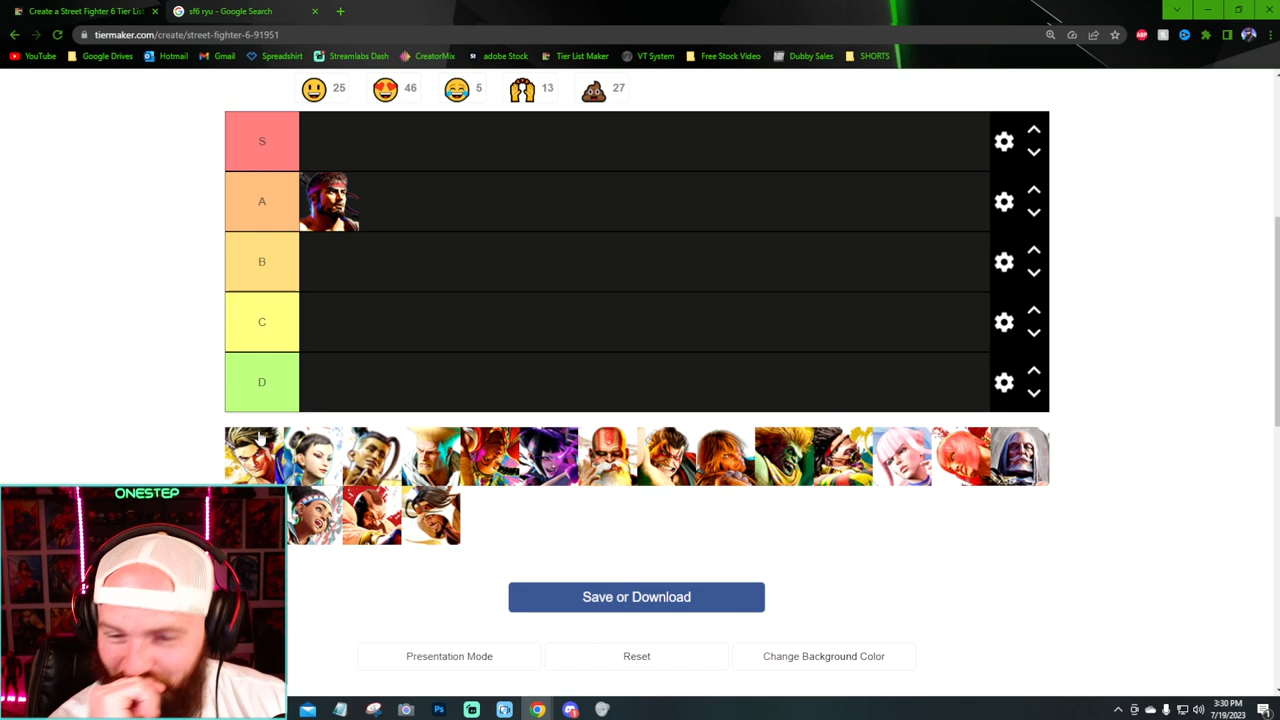 Create a Street Fighter 6 Tier List
sf6 ryu - Google Search
tiermaker.com/create/street-fighter-6-91951
YouTube
Google Drives
Hotmail
Gmail
Spreadshirt
Streamlabs Dash
CreatorMix
adobe Stock
Tier List Maker
VT System
Free Stock Video
Dubby Sales
SHORTS
25
46
5
13
27
S
A
B
C
D
ONESTEP
Save or Download
Presentation Mode
Reset
Change Background Color
3:30 PM
7/19/2023